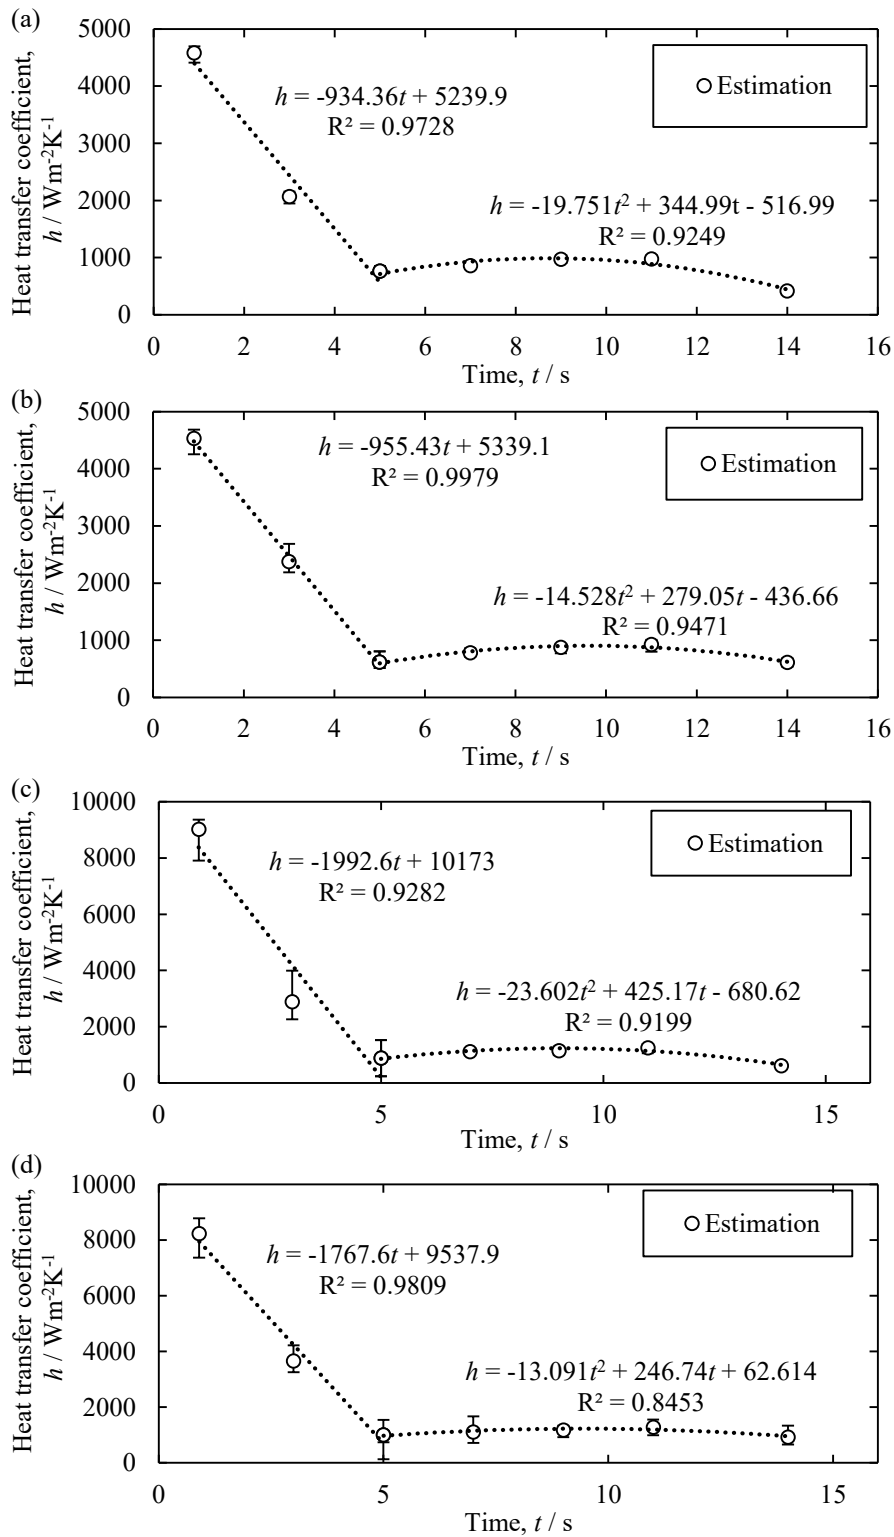 (a)
5000
4000
3000
2000
1000
0
0 2 4 6 8 10 12 14 16
Heat transfer coefficient,
h / Wm⁻²K⁻¹
Time, t / s
h = -934.36t + 5239.9
R² = 0.9728
h = -19.751t² + 344.99t - 516.99
R² = 0.9249
Estimation
(b)
5000
4000
3000
2000
1000
0
0 2 4 6 8 10 12 14 16
Heat transfer coefficient,
h / Wm⁻²K⁻¹
Time, t / s
h = -955.43t + 5339.1
R² = 0.9979
h = -14.528t² + 279.05t - 436.66
R² = 0.9471
Estimation
(c)
10000
8000
6000
4000
2000
0
0 5 10 15
Heat transfer coefficient,
h / Wm⁻²K⁻¹
Time, t / s
h = -1992.6t + 10173
R² = 0.9282
h = -23.602t² + 425.17t - 680.62
R² = 0.9199
Estimation
(d)
10000
8000
6000
4000
2000
0
0 5 10 15
Heat transfer coefficient,
h / Wm⁻²K⁻¹
Time, t / s
h = -1767.6t + 9537.9
R² = 0.9809
h = -13.091t² + 246.74t + 62.614
R² = 0.8453
Estimation